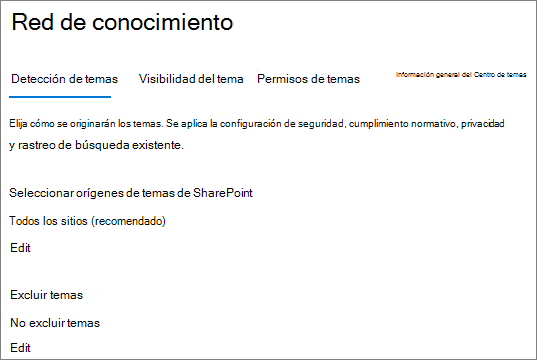 Red de conocimiento
Detección de temas Visibilidad del tema Permisos de temas Información general del Centro de temas
Elija cómo se originarán los temas. Se aplica la configuración de seguridad, cumplimiento normativo, privacidad
y rastreo de búsqueda existente.
Seleccionar orígenes de temas de SharePoint
Todos los sitios (recomendado)
Edit
Excluir temas
No excluir temas
Edit